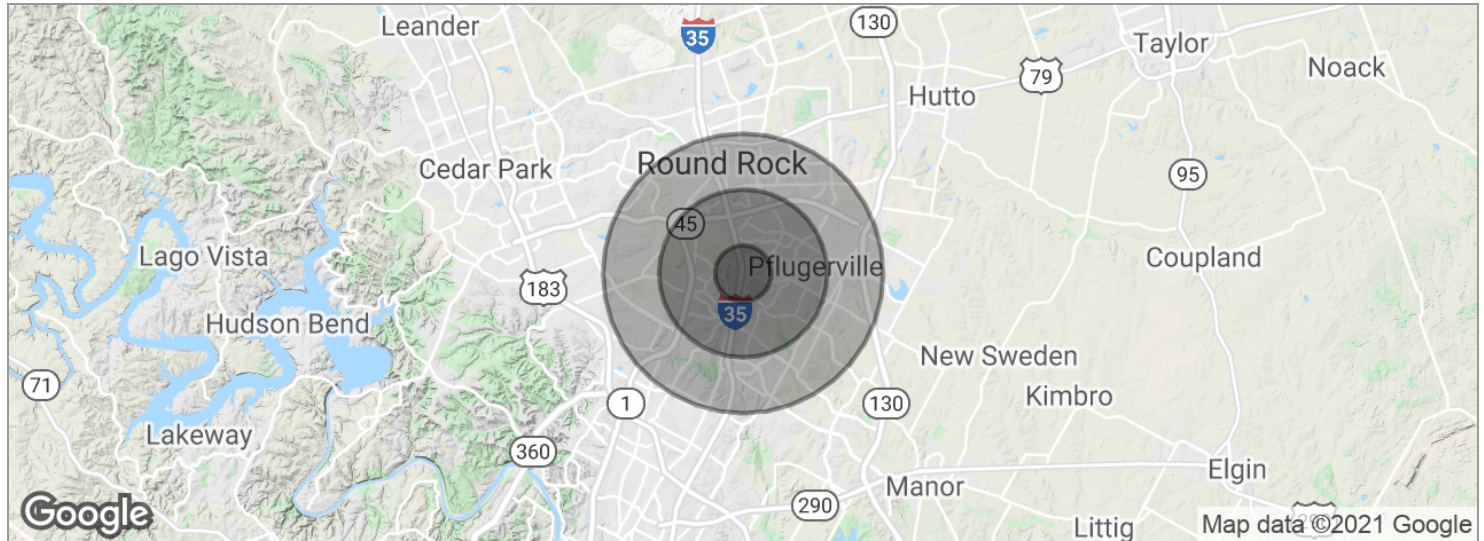 Leander
130
35
Taylor
Noack
79
Hutto
Round Rock
Cedar Park
95
45
Lago Vista
Coupland
Pflugerville
183
Hudson Bend
35
New Sweden
71
Kimbro
1
130
Lakeway
360
Elgin
Manor
290
Google
Littig
Map data ©2021 Google